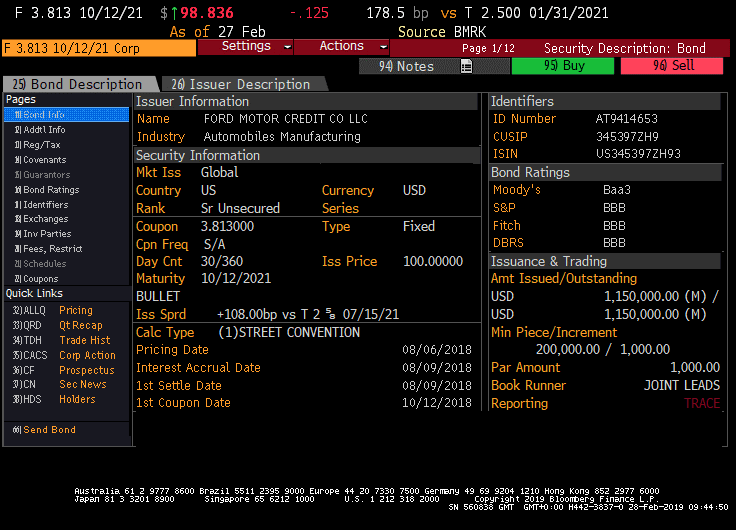 F 3.813 10/12/21 $↑98.836 -.125 178.5 bp vs T 2.500 01/31/2021
As of 27 Feb Source BMRK
F 3.813 10/12/21 Corp Settings Actions Page 1/12 Security Description: Bond
94) Notes 95) Buy 96) Sell
25) Bond Description 26) Issuer Description
Pages
11) Bond Info
12) Addtl Info
13) Reg/Tax
14) Covenants
15) Guarantors
16) Bond Ratings
17) Identifiers
18) Exchanges
19) Inv Parties
20) Fees, Restrict
21) Schedules
22) Coupons
Quick Links
32) ALLQ Pricing
33) QRD Qt Recap
34) TDH Trade Hist
35) CACS Corp Action
36) CF Prospectus
37) CN Sec News
38) HDS Holders
66) Send Bond
Issuer Information
Name FORD MOTOR CREDIT CO LLC
Industry Automobiles Manufacturing
Security Information
Mkt Iss Global
Country US Currency USD
Rank Sr Unsecured Series
Coupon 3.813000 Type Fixed
Cpn Freq S/A
Day Cnt 30/360 Iss Price 100.00000
Maturity 10/12/2021
BULLET
Iss Sprd +108.00bp vs T 2 ⅝ 07/15/21
Calc Type (1)STREET CONVENTION
Pricing Date 08/06/2018
Interest Accrual Date 08/09/2018
1st Settle Date 08/09/2018
1st Coupon Date 10/12/2018
Identifiers
ID Number AT9414653
CUSIP 345397ZH9
ISIN US345397ZH93
Bond Ratings
Moody's Baa3
S&P BBB
Fitch BBB
DBRS BBB
Issuance & Trading
Amt Issued/Outstanding
USD 1,150,000.00 (M) /
USD 1,150,000.00 (M)
Min Piece/Increment
200,000.00 / 1,000.00
Par Amount 1,000.00
Book Runner JOINT LEADS
Reporting TRACE
Australia 61 2 9777 8600 Brazil 5511 2395 9000 Europe 44 20 7330 7500 Germany 49 69 9204 1210 Hong Kong 852 2977 6000
Japan 81 3 3201 8900 Singapore 65 6212 1000 U.S. 1 212 318 2000 Copyright 2019 Bloomberg Finance L.P.
SN 560838 GMT GMT+0:00 H442-3837-0 28-Feb-2019 09:44:50